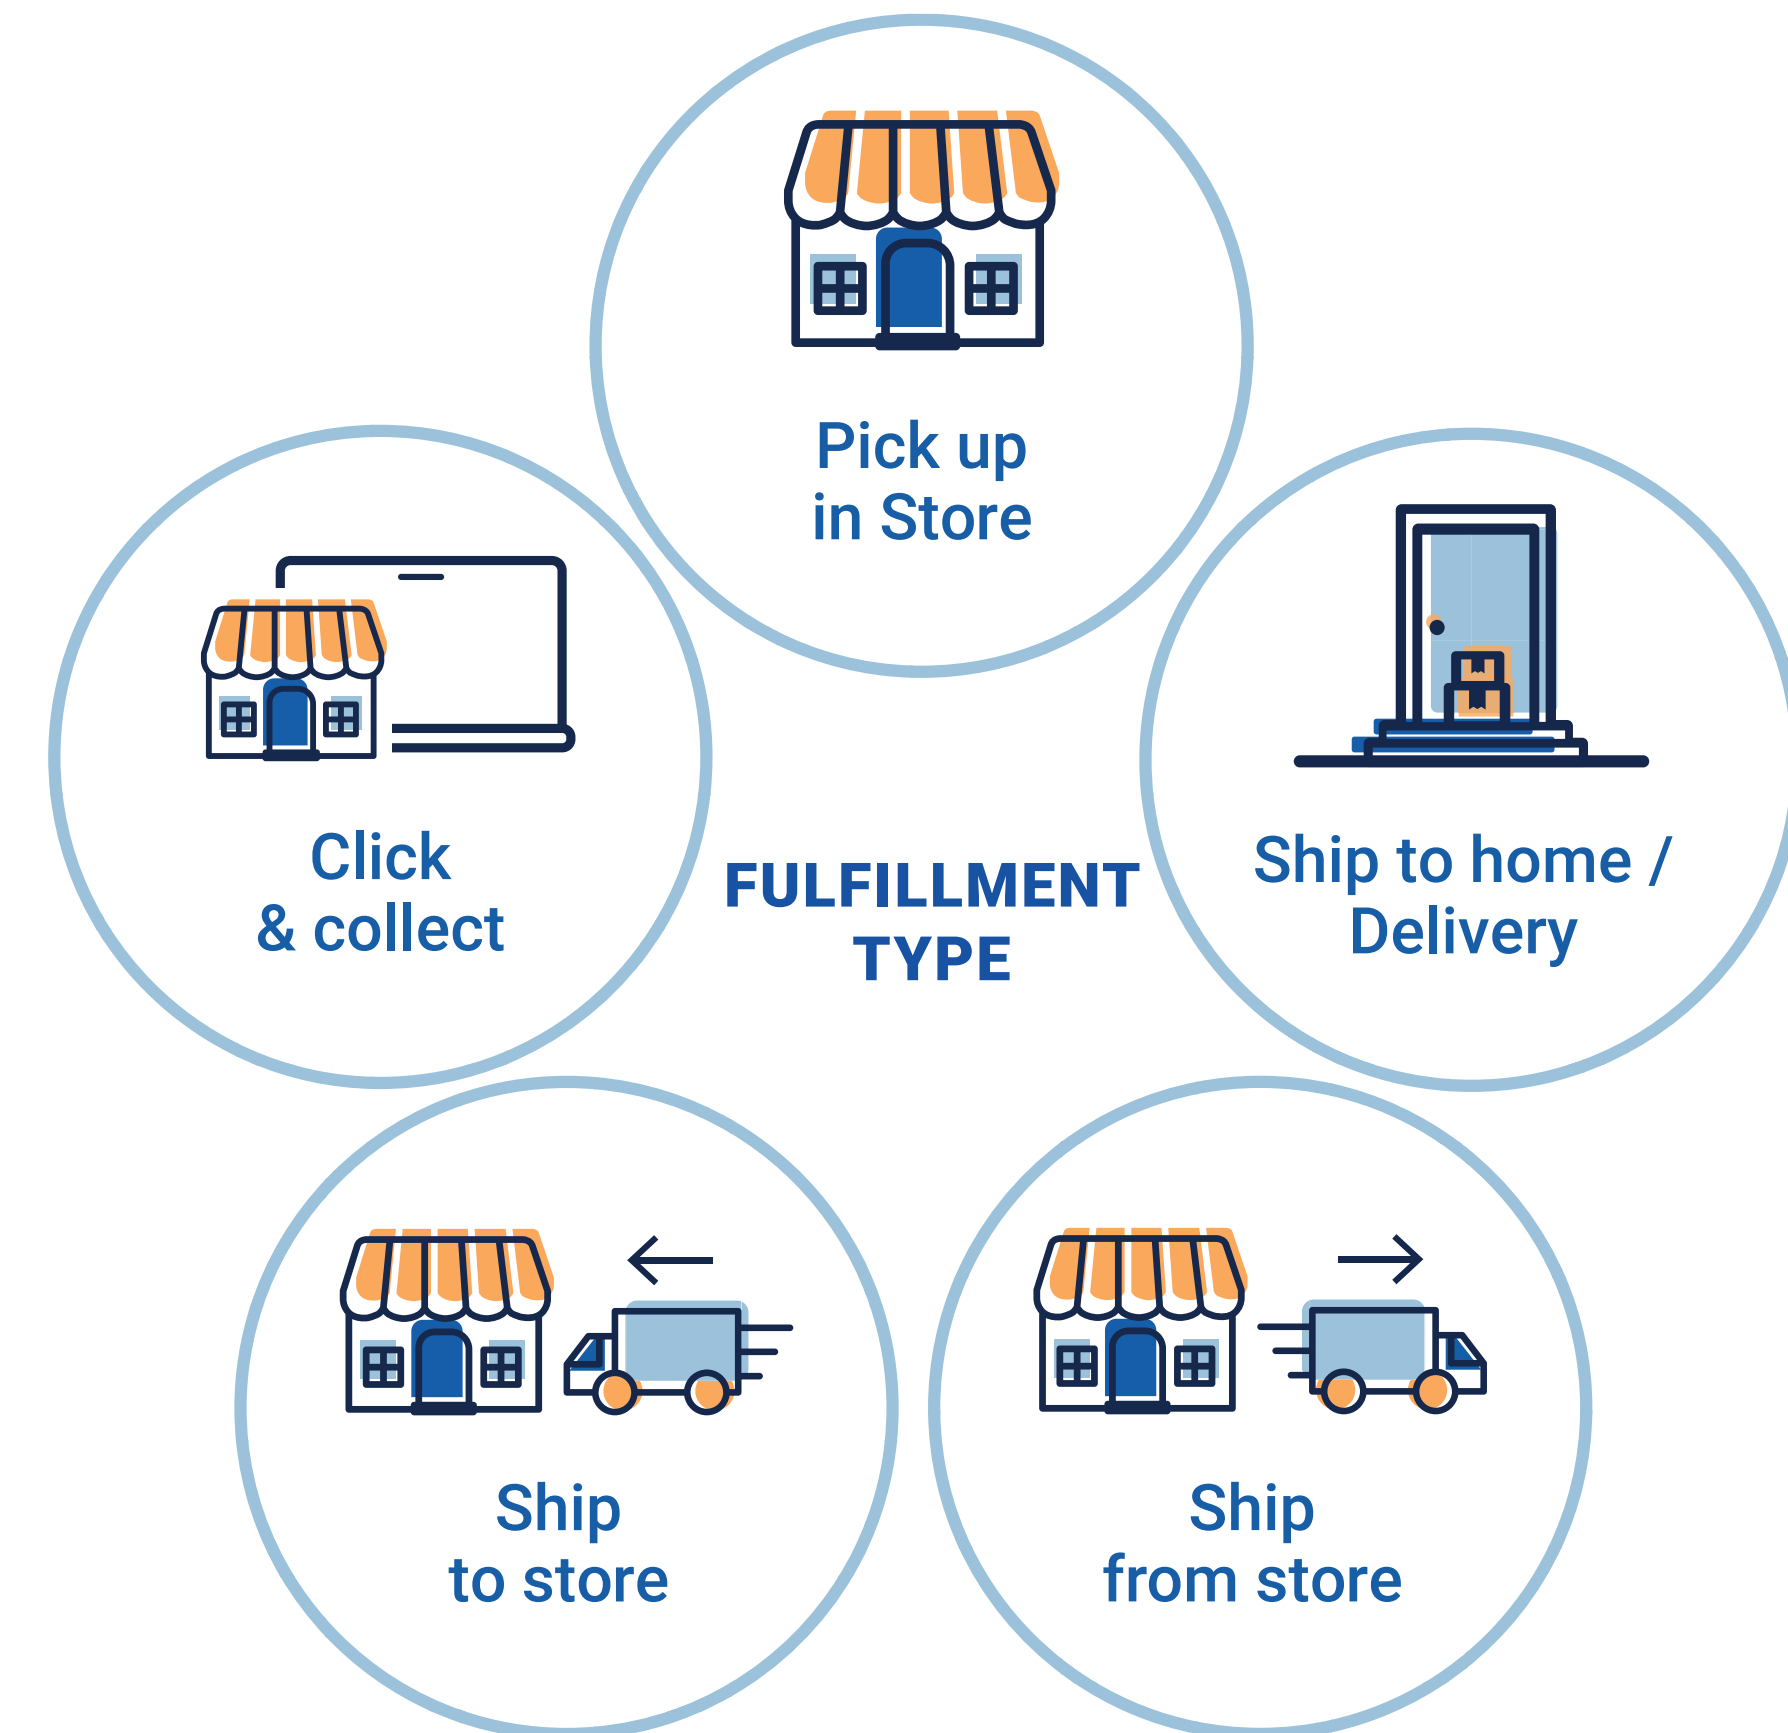 Pick up
in Store
Click
& collect
FULFILLMENT
TYPE
Ship to home /
Delivery
Ship
to store
Ship
from store